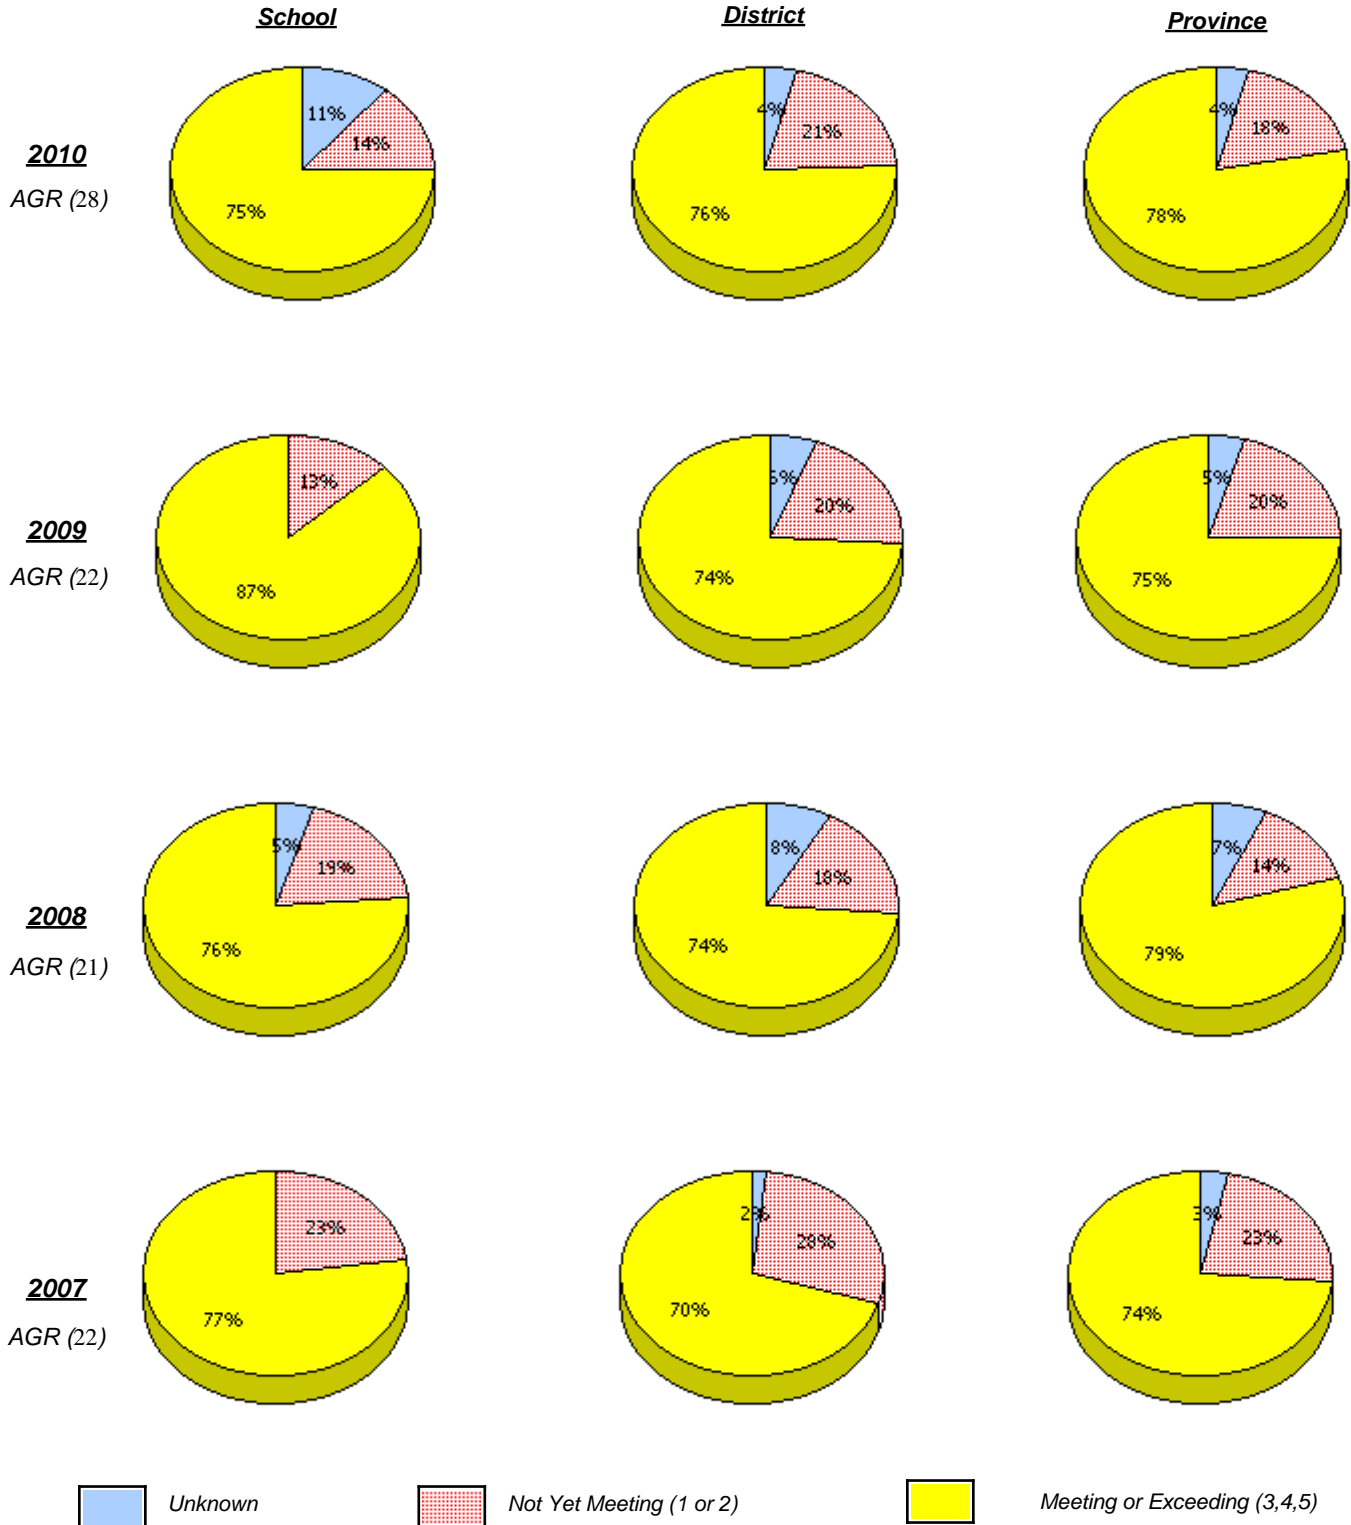 School District Province
11% 14% 75%
4% 21% 76%
4% 18% 78%
2010
AGR (28)
13% 87%
20% 74%
5% 20% 75%
2009
AGR (22)
5% 19% 76%
8% 18% 74%
7% 14% 79%
2008
AGR (21)
23% 77%
2% 28% 70%
3% 23% 74%
2007
AGR (22)
Unknown Not Yet Meeting (1 or 2) Meeting or Exceeding (3,4,5)